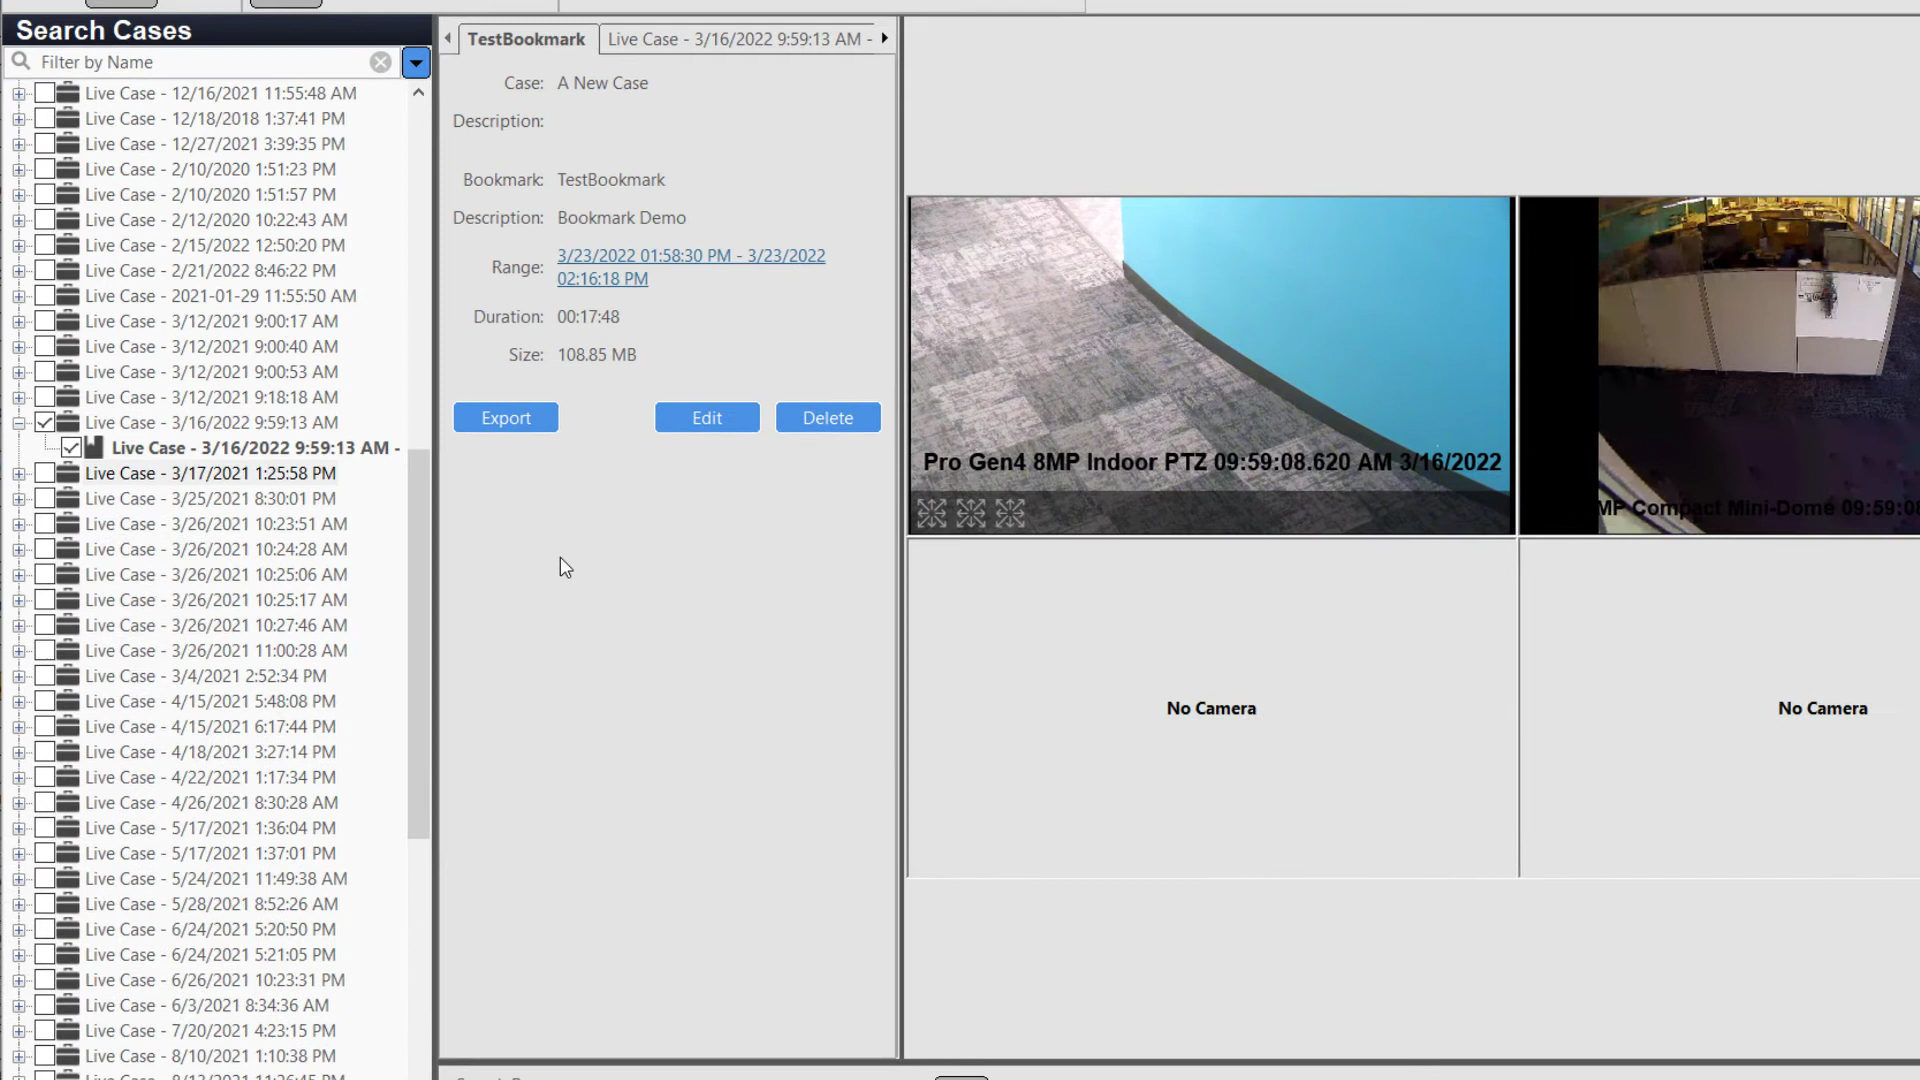 Search Cases
Filter by Name
Live Case - 12/16/2021 11:55:48 AM
Live Case - 12/18/2018 1:37:41 PM
Live Case - 12/27/2021 3:39:35 PM
Live Case - 2/10/2020 1:51:23 PM
Live Case - 2/10/2020 1:51:57 PM
Live Case - 2/12/2020 10:22:43 AM
Live Case - 2/15/2022 12:50:20 PM
Live Case - 2/21/2022 8:46:22 PM
Live Case - 2021-01-29 11:55:50 AM
Live Case - 3/12/2021 9:00:17 AM
Live Case - 3/12/2021 9:00:40 AM
Live Case - 3/12/2021 9:00:53 AM
Live Case - 3/12/2021 9:18:18 AM
Live Case - 3/16/2022 9:59:13 AM
Live Case - 3/16/2022 9:59:13 AM -
Live Case - 3/17/2021 1:25:58 PM
Live Case - 3/25/2021 8:30:01 PM
Live Case - 3/26/2021 10:23:51 AM
Live Case - 3/26/2021 10:24:28 AM
Live Case - 3/26/2021 10:25:06 AM
Live Case - 3/26/2021 10:25:17 AM
Live Case - 3/26/2021 10:27:46 AM
Live Case - 3/26/2021 11:00:28 AM
Live Case - 3/4/2021 2:52:34 PM
Live Case - 4/15/2021 5:48:08 PM
Live Case - 4/15/2021 6:17:44 PM
Live Case - 4/18/2021 3:27:14 PM
Live Case - 4/22/2021 1:17:34 PM
Live Case - 4/26/2021 8:30:28 AM
Live Case - 5/17/2021 1:36:04 PM
Live Case - 5/17/2021 1:37:01 PM
Live Case - 5/24/2021 11:49:38 AM
Live Case - 5/28/2021 8:52:26 AM
Live Case - 6/24/2021 5:20:50 PM
Live Case - 6/24/2021 5:21:05 PM
Live Case - 6/26/2021 10:23:31 AM
Live Case - 6/3/2021 8:34:36 AM
Live Case - 7/20/2021 4:23:15 PM
Live Case - 8/10/2021 1:10:38 PM
TestBookmark
Live Case - 3/16/2022 9:59:13 AM -
Case: A New Case
Description:
Bookmark: TestBookmark
Description: Bookmark Demo
Range: 3/23/2022 01:58:30 PM - 3/23/2022
02:16:18 PM
Duration: 00:17:48
Size: 108.85 MB
Export
Edit
Delete
Pro Gen4 8MP Indoor PTZ 09:59:08.620 AM 3/16/2022
MP Compact Mini-Dome 09:59:08
No Camera
No Camera